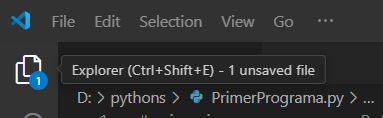 File Edit Selection View Go
1
Explorer (Ctrl+Shift+E) - 1 unsaved file
D: > pythons > PrimerPrograma.py > ...